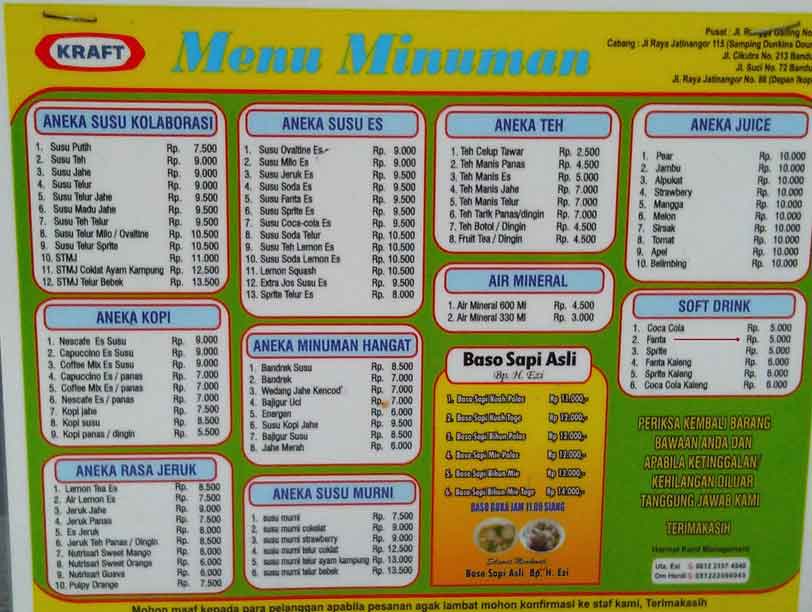 KRAFT
Menu Minuman
Cabang : Jl Raya Jatinangor 115 (Samping Dunkins Dou
Jl. Cikutra No. 213 Bandu
Jl. Suci No. 72 Bandu
Jl. Raya Jatinangor No. 86 (Depan Ikop
ANEKA SUSU KOLABORASI
1. Susu Putih Rp. 7.500
2. Susu Teh Rp. 9.000
3. Susu Jahe Rp. 9.000
4. Susu Telur Rp. 9.000
5. Susu Telur Jahe Rp. 9.500
6. Susu Madu Jahe Rp. 9.500
7. Susu Teh Telur Rp. 9.500
8. Susu Telur Milo / Ovaltine Rp. 10.500
9. Susu Telur Sprite Rp. 10.500
10. STMJ Rp. 11.000
11. STMJ Coklat Ayam Kampung Rp. 12.500
12. STMJ Telur Bebek Rp. 13.500
ANEKA KOPI
1. Nescafe Es Susu Rp. 9.000
2. Capuccino Es Susu Rp. 9.000
3. Coffee MIx Es Susu Rp. 9.000
4. Capuccino Es / panas Rp. 7.000
5. Coffee Mix Es / panas Rp. 7.000
6. Nescafe Es / panas Rp. 7.000
7. Kopi jahe Rp. 7.500
8. Kopi susu Rp. 8.500
9. Kopi panas / dingin Rp. 5.500
ANEKA RASA JERUK
1. Lemon Tea Es Rp. 8.500
2. Air Lemon Es Rp. 7.500
3. Jeruk Jahe Rp. 9.000
4. Jeruk Panas Rp. 7.500
5. Es Jeruk Rp. 8.000
6. Jeruk Teh Panas / Dingin Rp. 8.500
7. Nutrisari Sweet Mango Rp. 6.000
8. Nutrisari Sweet Orange Rp. 6.000
9. Nutrisari Guava Rp. 6.000
10. Pulpy Orange Rp. 7.500
ANEKA SUSU ES
1. Susu Ovaltine Es Rp. 9.000
2. Susu Milo Es Rp. 9.000
3. Susu Jeruk Es Rp. 9.500
4. Susu Soda Es Rp. 9.500
5. Susu Fanta Es Rp. 9.500
6. Susu Sprite Es Rp. 9.500
7. Susu Coca-cola Es Rp. 9.500
8. Susu Soda Telur Rp. 10.500
9. Susu Teh Lemon Es Rp. 10.500
10. Susu Soda Lemon Es Rp. 10.500
11. Lemon Squash Rp. 10.500
12. Extra Jos Susu Es Rp. 9.500
13. Sprite Telur Es Rp. 8.000
ANEKA MINUMAN HANGAT
1. Bandrek Susu Rp. 8.500
2. Bandrek Rp. 7.000
3. Wedang Jahe Kencod' Rp. 7.000
4. Bajigur Ucl Rp. 7.000
5. Energen Rp. 6.000
6. Susu Kopi Jahe Rp. 9.500
7. Bajigur Susu Rp. 8.500
8. Jahe Merah Rp. 6.000
ANEKA SUSU MURNI
1. susu murni Rp. 7.500
2. susu murni cokelat Rp. 9.000
3. susu murni strawberry Rp. 9.000
4. susu murni telur coklat Rp. 12.500
5. susu murni telur ayam kampung Rp. 13.000
6. susu murni telur bebek Rp. 13.500
ANEKA TEH
1. Teh Celup Tawar Rp. 2.500
2. Teh Manis Panas Rp. 4.500
3. Teh Manis Es Rp. 5.000
4. Teh Manis Jahe Rp. 7.000
5. Teh Manis Telur Rp. 7.000
6. Teh Tarik Panas/dingin Rp. 7.000
7. Teh Botol / Dingin Rp. 4.500
8. Fruit Tea / Dingin Rp. 4.500
AIR MINERAL
1. Air Mineral 600 Ml Rp. 4.500
2. Air Mineral 330 Ml Rp. 3.000
Baso Sapi Asli
Bp. H. Ezi
1. Baso Sapi Kuah Polos Rp 11.000,-
2. Baso Sapi Kuah Toge Rp 12.000,-
3. Baso Sapi Bihun Polos Rp 12.000,-
4. Baso Sapi Mie Polos Rp 12.000,-
5. Baso Sapi Bihun Mie Rp 13.000,-
6. Baso Sapi Bihun Mie Toge Rp 14.000,-
BASO BUKA JAM 11.00 SIANG
Selamat Menikmati
Baso Sapi Asli Bp. H. Ezi
ANEKA JUICE
1. Pear Rp. 10.000
2. Jambu Rp. 10.000
3. Alpukat Rp. 10.000
4. Strawbery Rp. 10.000
5. Mangga Rp. 10.000
6. Melon Rp. 10.000
7. Sirsak Rp. 10.000
8. Tomat Rp. 10.000
9. Apel Rp. 10.000
10. Belimbing Rp. 10.000
SOFT DRINK
1. Coca Cola Rp. 5.000
2. Fanta Rp. 5.000
3. Sprite Rp. 5.000
4. Fanta Kaleng Rp. 6.000
5. Sprite Kaleng Rp. 6.000
6. Coca Cola Kaleng Rp. 6.000
PERIKSA KEMBALI BARANG
BAWAAN ANDA DAN
APABILA KETINGGALAN/
KEHILANGAN DILUAR
TANGGUNG JAWAB KAMI
TERIMAKASIH
Hormat Kami Management
Uta. Esi 0812 2197 4840
Om Hendi
Mohon maaf kepada para pelanggan apabila pesanan agak lambat mohon konfirmasi ke staf kami, Terimakasih